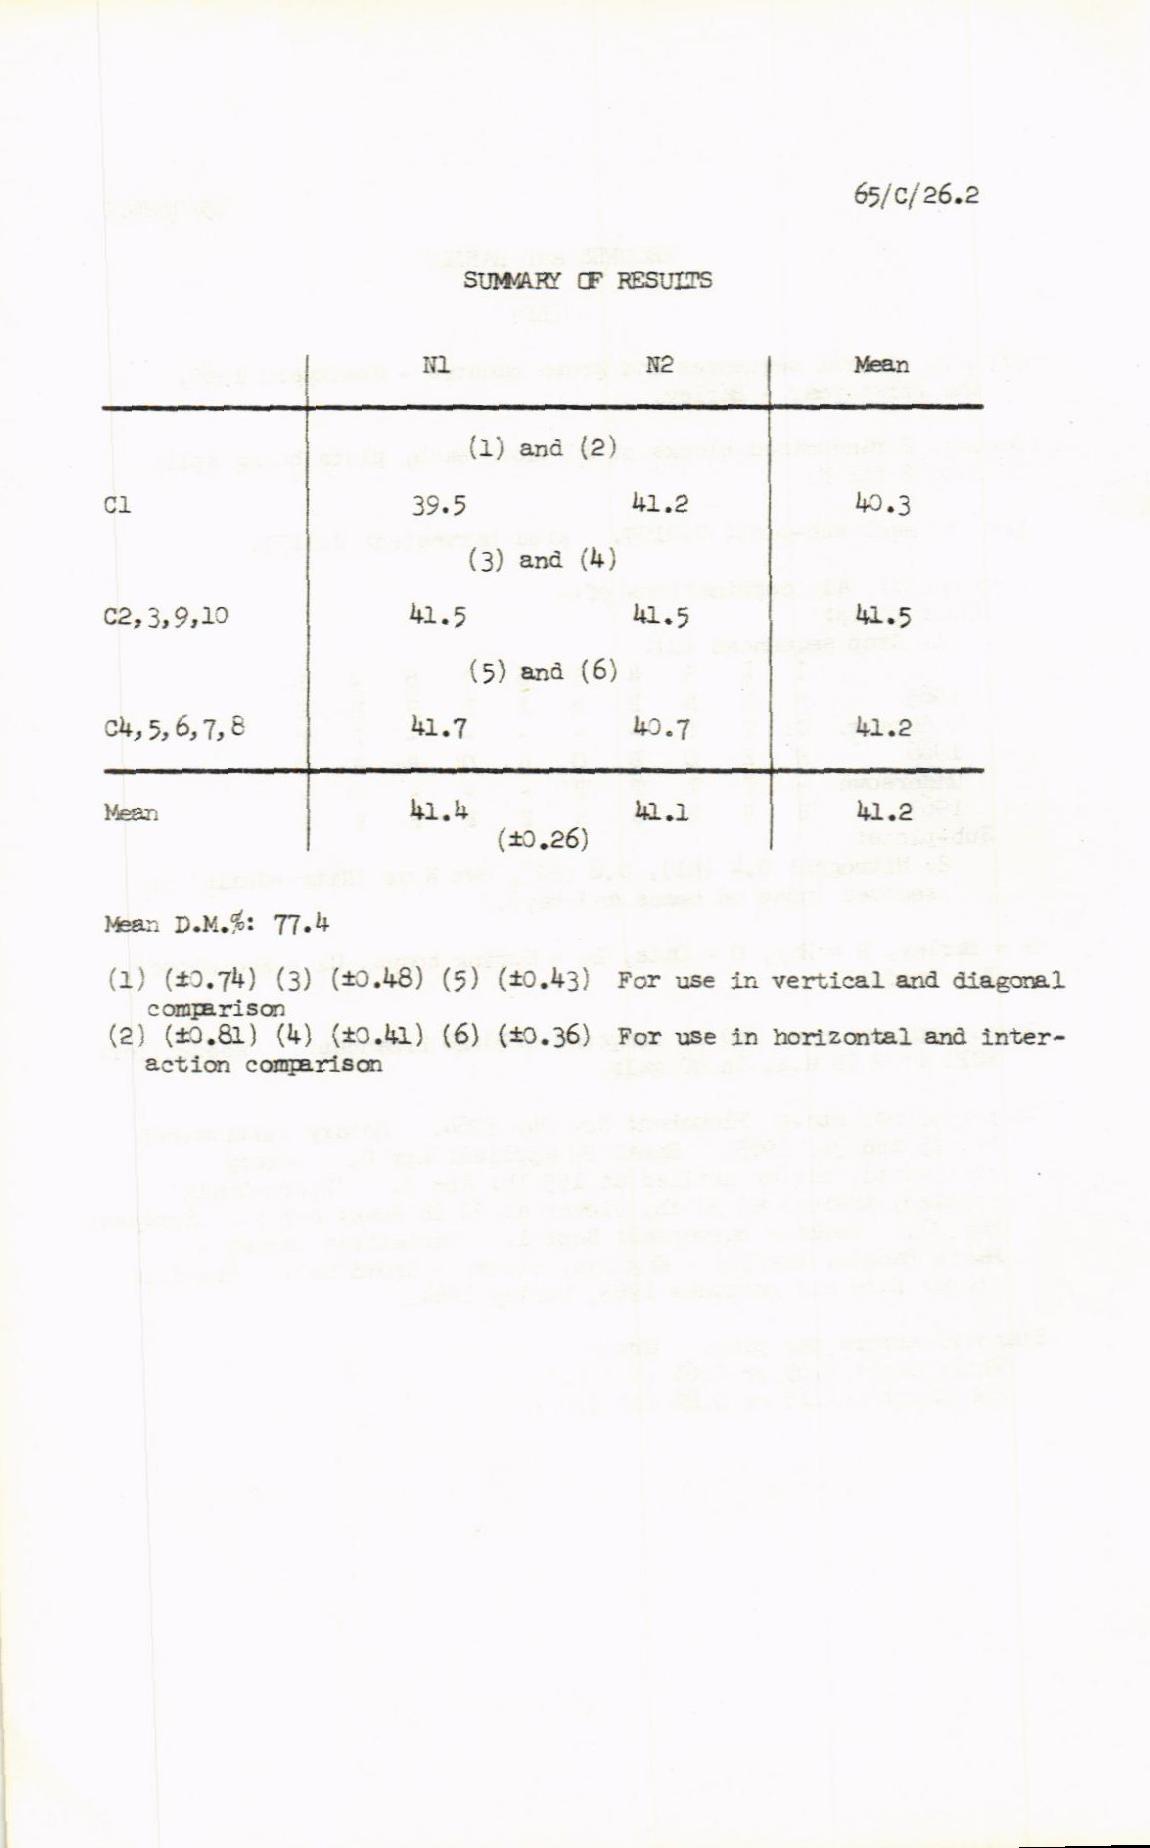 65/C/26.2
SUMMARY OF RESULTS
N1 N2 Mean
(1) and (2)
C1 39.5 41.2 40.3
(3) and (4)
C2,3,9,10 41.5 41.5 41.5
(5) and (6)
C4,5,6,7,8 41.7 40.7 41.2
Mean 41.4 41.1 41.2
(±0.26)
Mean D.M.%: 77.4
(1) (±0.74) (3) (±0.48) (5) (±0.43) For use in vertical and diagonal
comparison
(2) (±0.81) (4) (±0.41) (6) (±0.36) For use in horizontal and inter-
action comparison